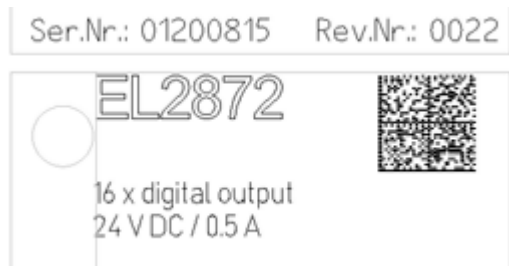 Ser.Nr.: 01200815 Rev.Nr.: 0022
EL2872
16 x digital output
24 V DC / 0.5 A